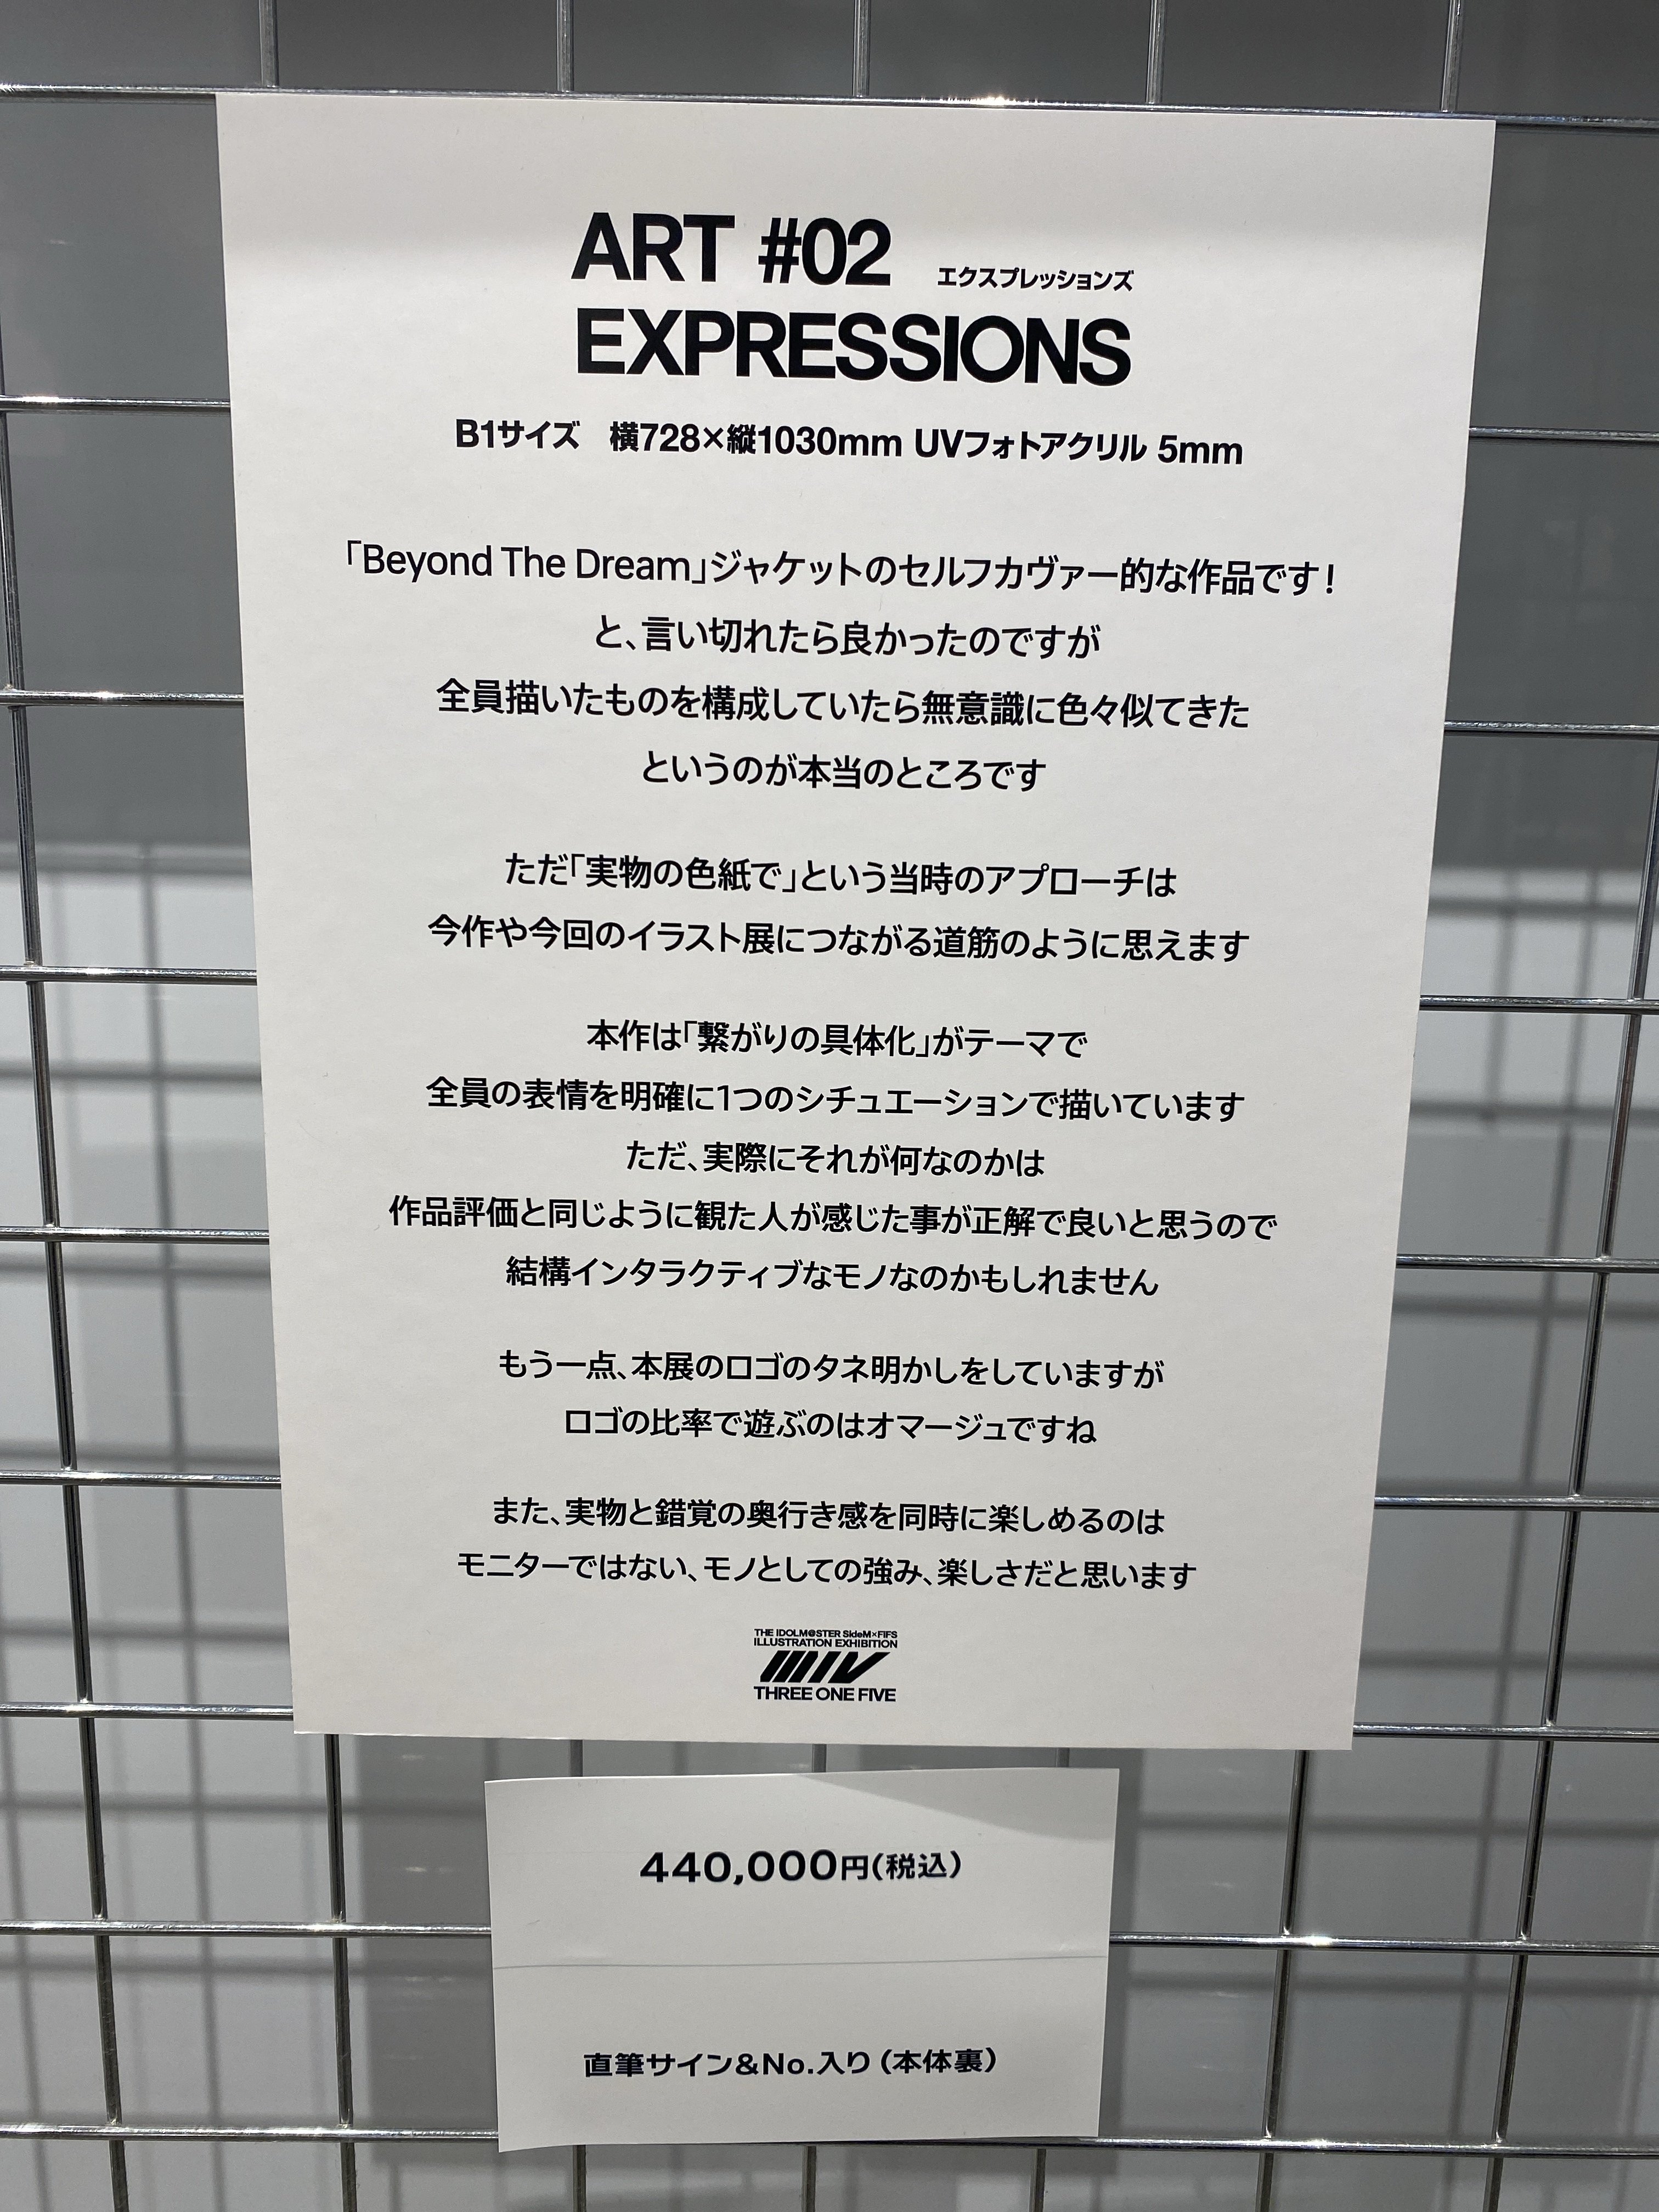 ART #02 エクスプレッションズ
EXPRESSIONS
B1サイズ　横728×縦1030mm UVフォトアクリル 5mm
「Beyond The Dream」ジャケットのセルフカヴァー的な作品です！
と、言い切れたら良かったのですが
全員描いたものを構成していたら無意識に色々似てきた
というのが本当のところです
ただ「実物の色紙で」という当時のアプローチは
今作や今回のイラスト展につながる道筋のように思えます
本作は「繋がりの具体化」がテーマで
全員の表情を明確に1つのシチュエーションで描いています
ただ、実際にそれが何なのかは
作品評価と同じように観た人が感じた事が正解で良いと思うので
結構インタラクティブなモノなのかもしれません
もう一点、本展のロゴのタネ明かしをしていますが
ロゴの比率で遊ぶのはオマージュですね
また、実物と錯覚の奥行き感を同時に楽しめるのは
モニターではない、モノとしての強み、楽しさだと思います
THE IDOLM@STER SideM×FIFS
ILLUSTRATION EXHIBITION
THREE ONE FIVE
440,000円（税込）
直筆サイン&No.入り（本体裏）